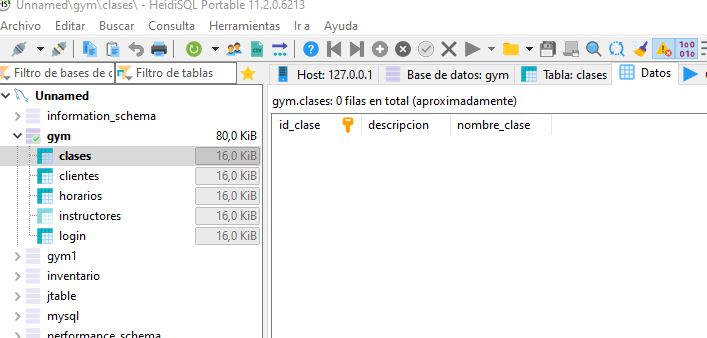 Unnamed\gym\clases\ - HeidiSQL Portable 11.2.0.6213
Archivo Editar Buscar Consulta Herramientas Ir a Ayuda
Filtro de bases de Filtro de tablas
Host: 127.0.0.1 Base de datos: gym Tabla: clases Datos
gym.clases: 0 filas en total (aproximadamente)
id_clase descripcion nombre_clase
Unnamed
information_schema
gym 80,0 KiB
clases 16,0 KiB
clientes 16,0 KiB
horarios 16,0 KiB
instructores 16,0 KiB
login 16,0 KiB
gym1
inventario
jtable
mysql
performance_schema